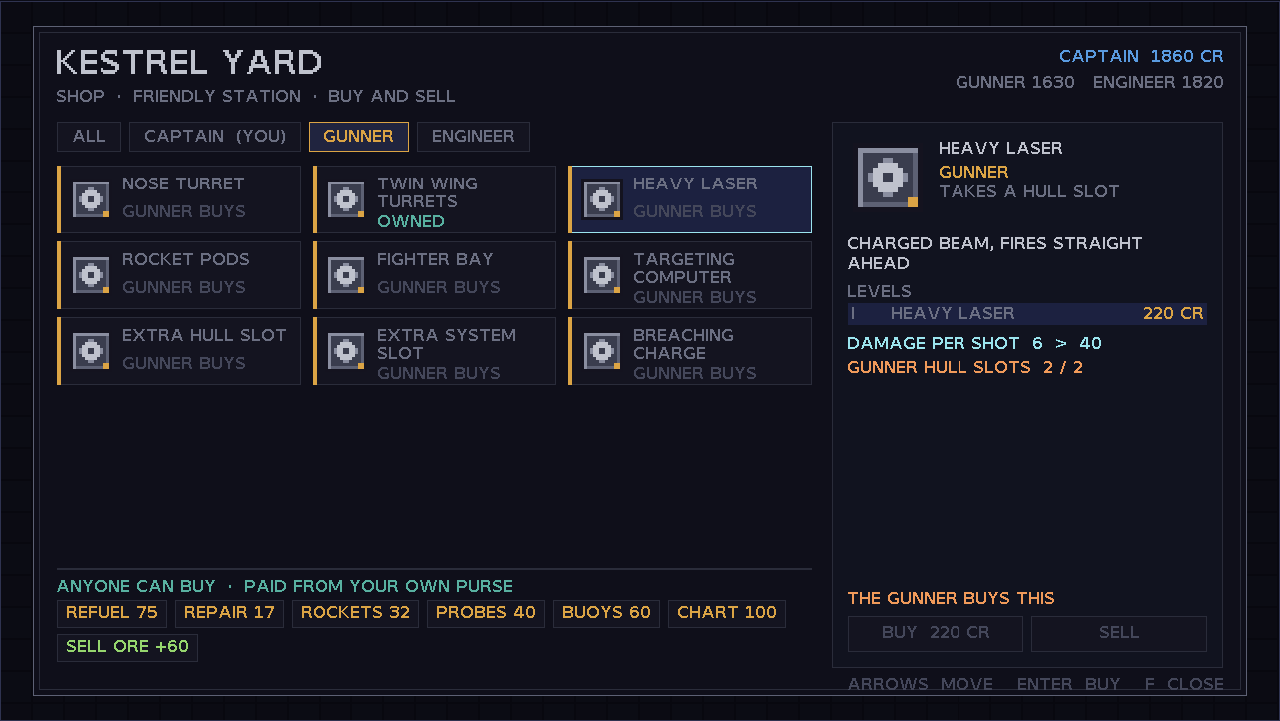 KESTREL YARD
SHOP · FRIENDLY STATION · BUY AND SELL
CAPTAIN 1860 CR
GUNNER 1630 ENGINEER 1820
ALL
CAPTAIN (YOU)
GUNNER
ENGINEER
NOSE TURRET
GUNNER BUYS
TWIN WING
TURRETS
OWNED
HEAVY LASER
GUNNER BUYS
ROCKET PODS
GUNNER BUYS
FIGHTER BAY
GUNNER BUYS
TARGETING
COMPUTER
GUNNER BUYS
EXTRA HULL SLOT
GUNNER BUYS
EXTRA SYSTEM
SLOT
GUNNER BUYS
BREACHING
CHARGE
GUNNER BUYS
ANYONE CAN BUY · PAID FROM YOUR OWN PURSE
REFUEL 75
REPAIR 17
ROCKETS 32
PROBES 40
BUOYS 60
CHART 100
SELL ORE +60
HEAVY LASER
GUNNER
TAKES A HULL SLOT
CHARGED BEAM, FIRES STRAIGHT
AHEAD
LEVELS
I HEAVY LASER 220 CR
DAMAGE PER SHOT 6 > 40
GUNNER HULL SLOTS 2 / 2
THE GUNNER BUYS THIS
BUY 220 CR
SELL
ARROWS MOVE ENTER BUY F CLOSE